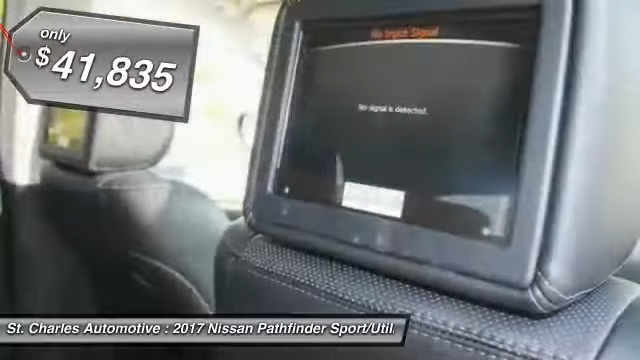 only
$41,835
No Input Signal
No signal is detected.
St. Charles Automotive : 2017 Nissan Pathfinder Sport/Util.